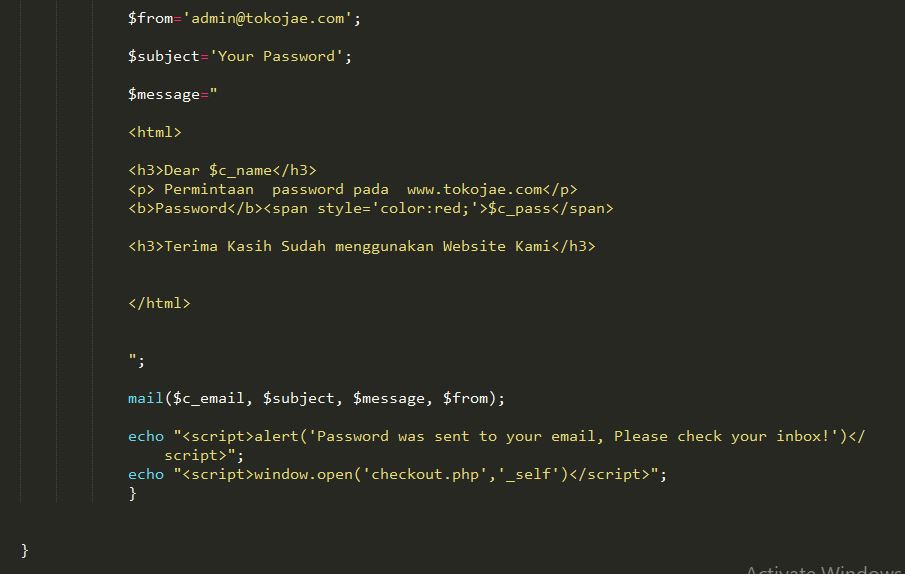 $from='admin@tokojae.com';
$subject='Your Password';
$message="
<html>
<h3>Dear $c_name</h3>
<p> Permintaan  password pada  www.tokojae.com</p>
<b>Password</b><span style='color:red;'>$c_pass</span>
<h3>Terima Kasih Sudah menggunakan Website Kami</h3>
</html>
";
mail($c_email, $subject, $message, $from);
echo "<script>alert('Password was sent to your email, Please check your inbox!')</
script>";
echo "<script>window.open('checkout.php','_self')</script>";
}
}
Activate Windows